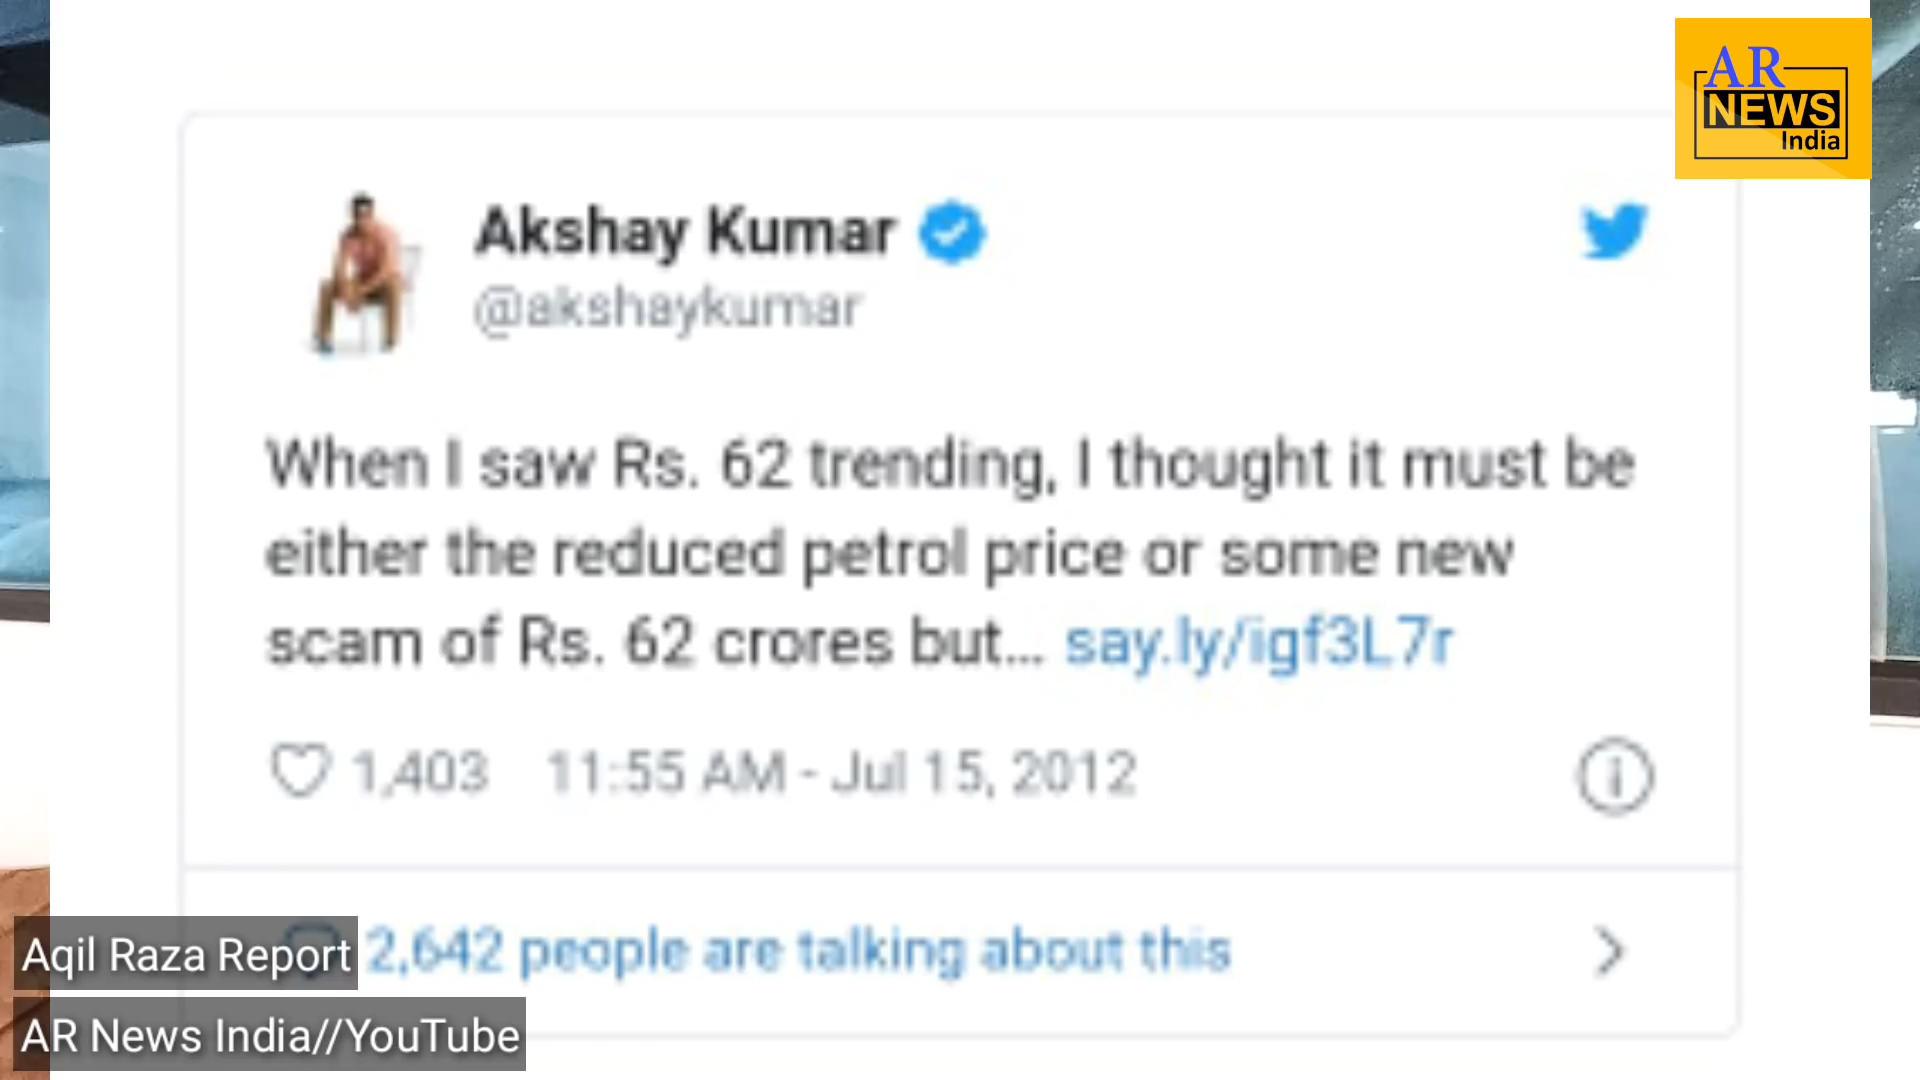 AR
NEWS
India
Akshay Kumar
@akshaykumar
When I saw Rs. 62 trending, I thought it must be
either the reduced petrol price or some new
scam of Rs. 62 crores but... say.ly/igf3L7r
1,403 11:55 AM - Jul 15, 2012
2,642 people are talking about this
Aqil Raza Report
AR News India//YouTube